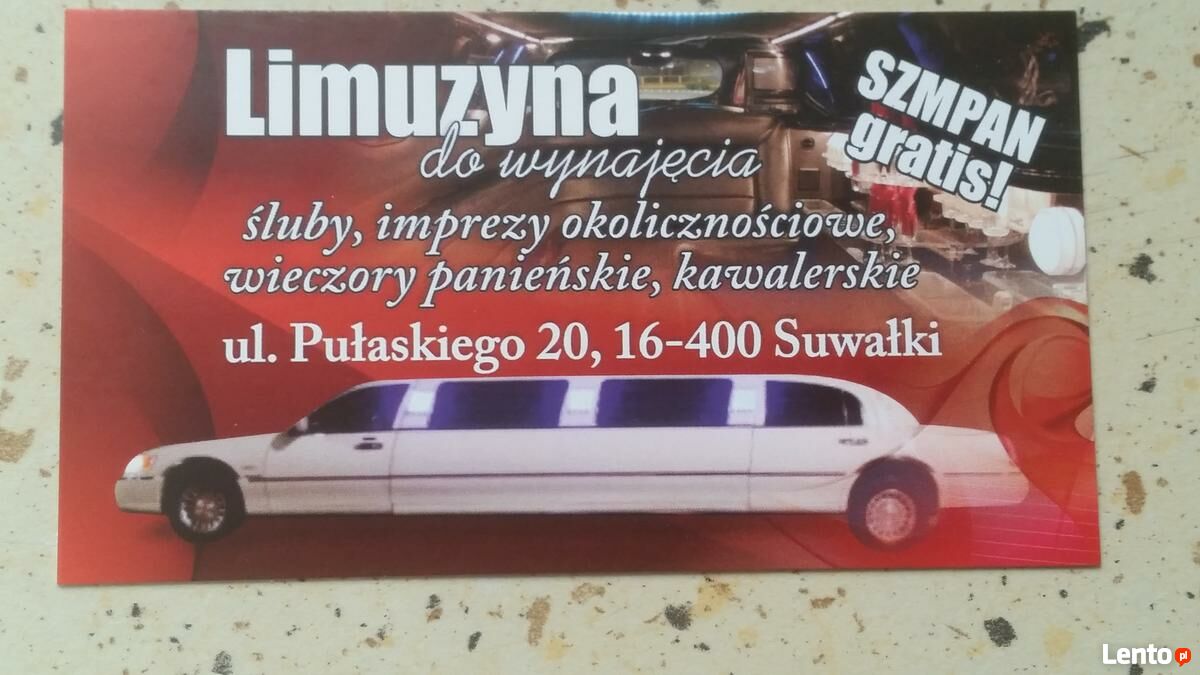 Limuzyna
do wynajęcia
SZMPAN
gratis!
śluby, imprezy okolicznościowe,
wieczory panieńskie, kawalerskie
ul. Pułaskiego 20, 16-400 Suwałki
Lento pl